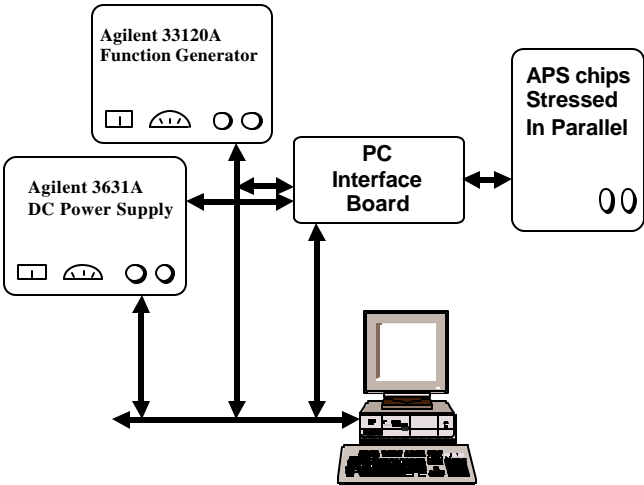 Agilent 33120A
Function Generator
APS chips
Stressed
In Parallel
PC
Interface
Board
Agilent 3631A
DC Power Supply